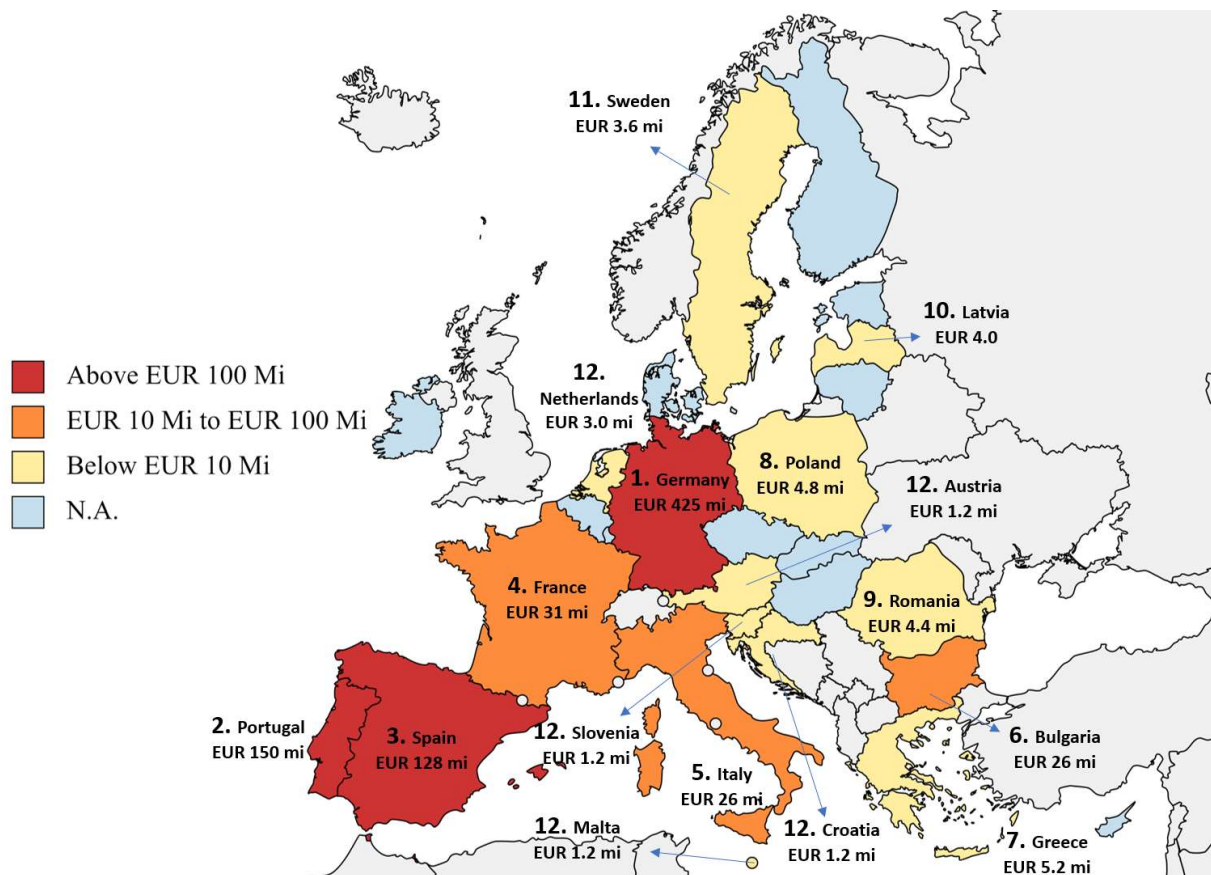 11. Sweden
EUR 3.6 mi
10. Latvia
EUR 4.0
12.
Netherlands
EUR 3.0 mi
Above EUR 100 Mi
EUR 10 Mi to EUR 100 Mi
Below EUR 10 Mi
N.A.
1. Germany
EUR 425 mi
8. Poland
EUR 4.8 mi
12. Austria
EUR 1.2 mi
4. France
EUR 31 mi
9. Romania
EUR 4.4 mi
2. Portugal
EUR 150 mi
3. Spain
EUR 128 mi
12. Slovenia
EUR 1.2 mi
5. Italy
EUR 26 mi
6. Bulgaria
EUR 26 mi
12. Malta
EUR 1.2 mi
12. Croatia
EUR 1.2 mi
7. Greece
EUR 5.2 mi